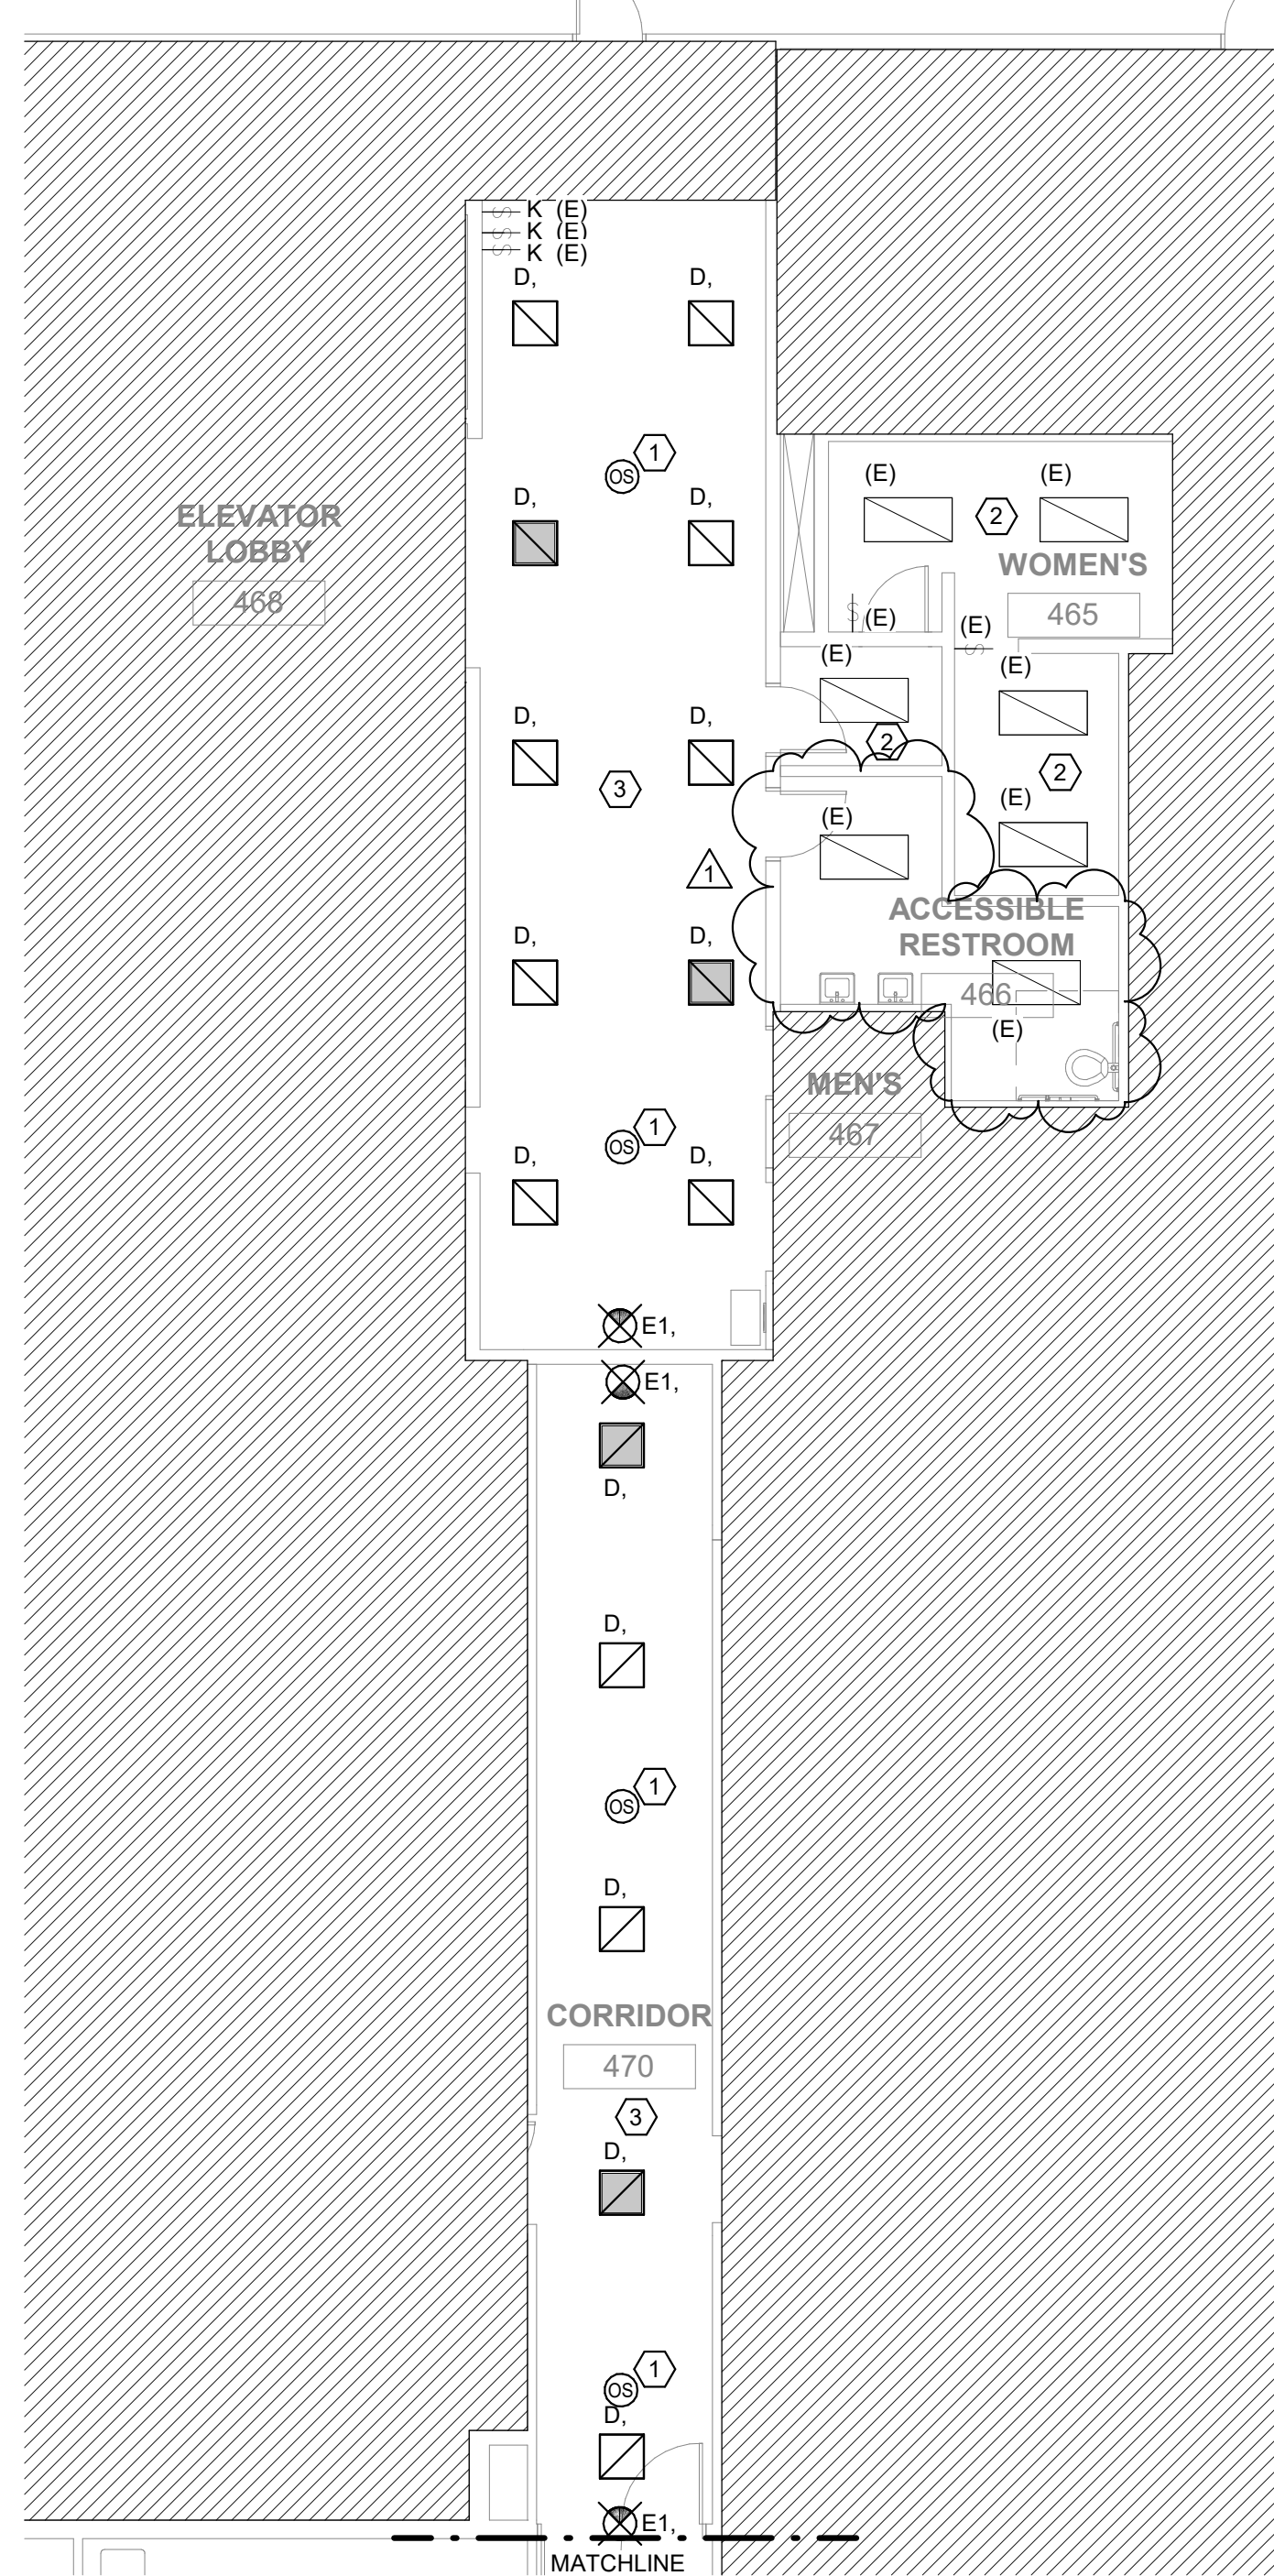 K (E)
K (E)
K (E)
D,
D,
1
OS
D,
D,
(E)
(E)
2
ELEVATOR
LOBBY
468
WOMEN'S
465
(E)
(E)
(E)
(E)
D,
D,
2
2
3
(E)
(E)
1
ACCESSIBLE
RESTROOM
466
(E)
D,
D,
MEN'S
467
1
OS
D,
D,
E1,
E1,
D,
D,
1
OS
D,
CORRIDOR
470
3
D,
1
OS
D,
E1,
MATCHLINE